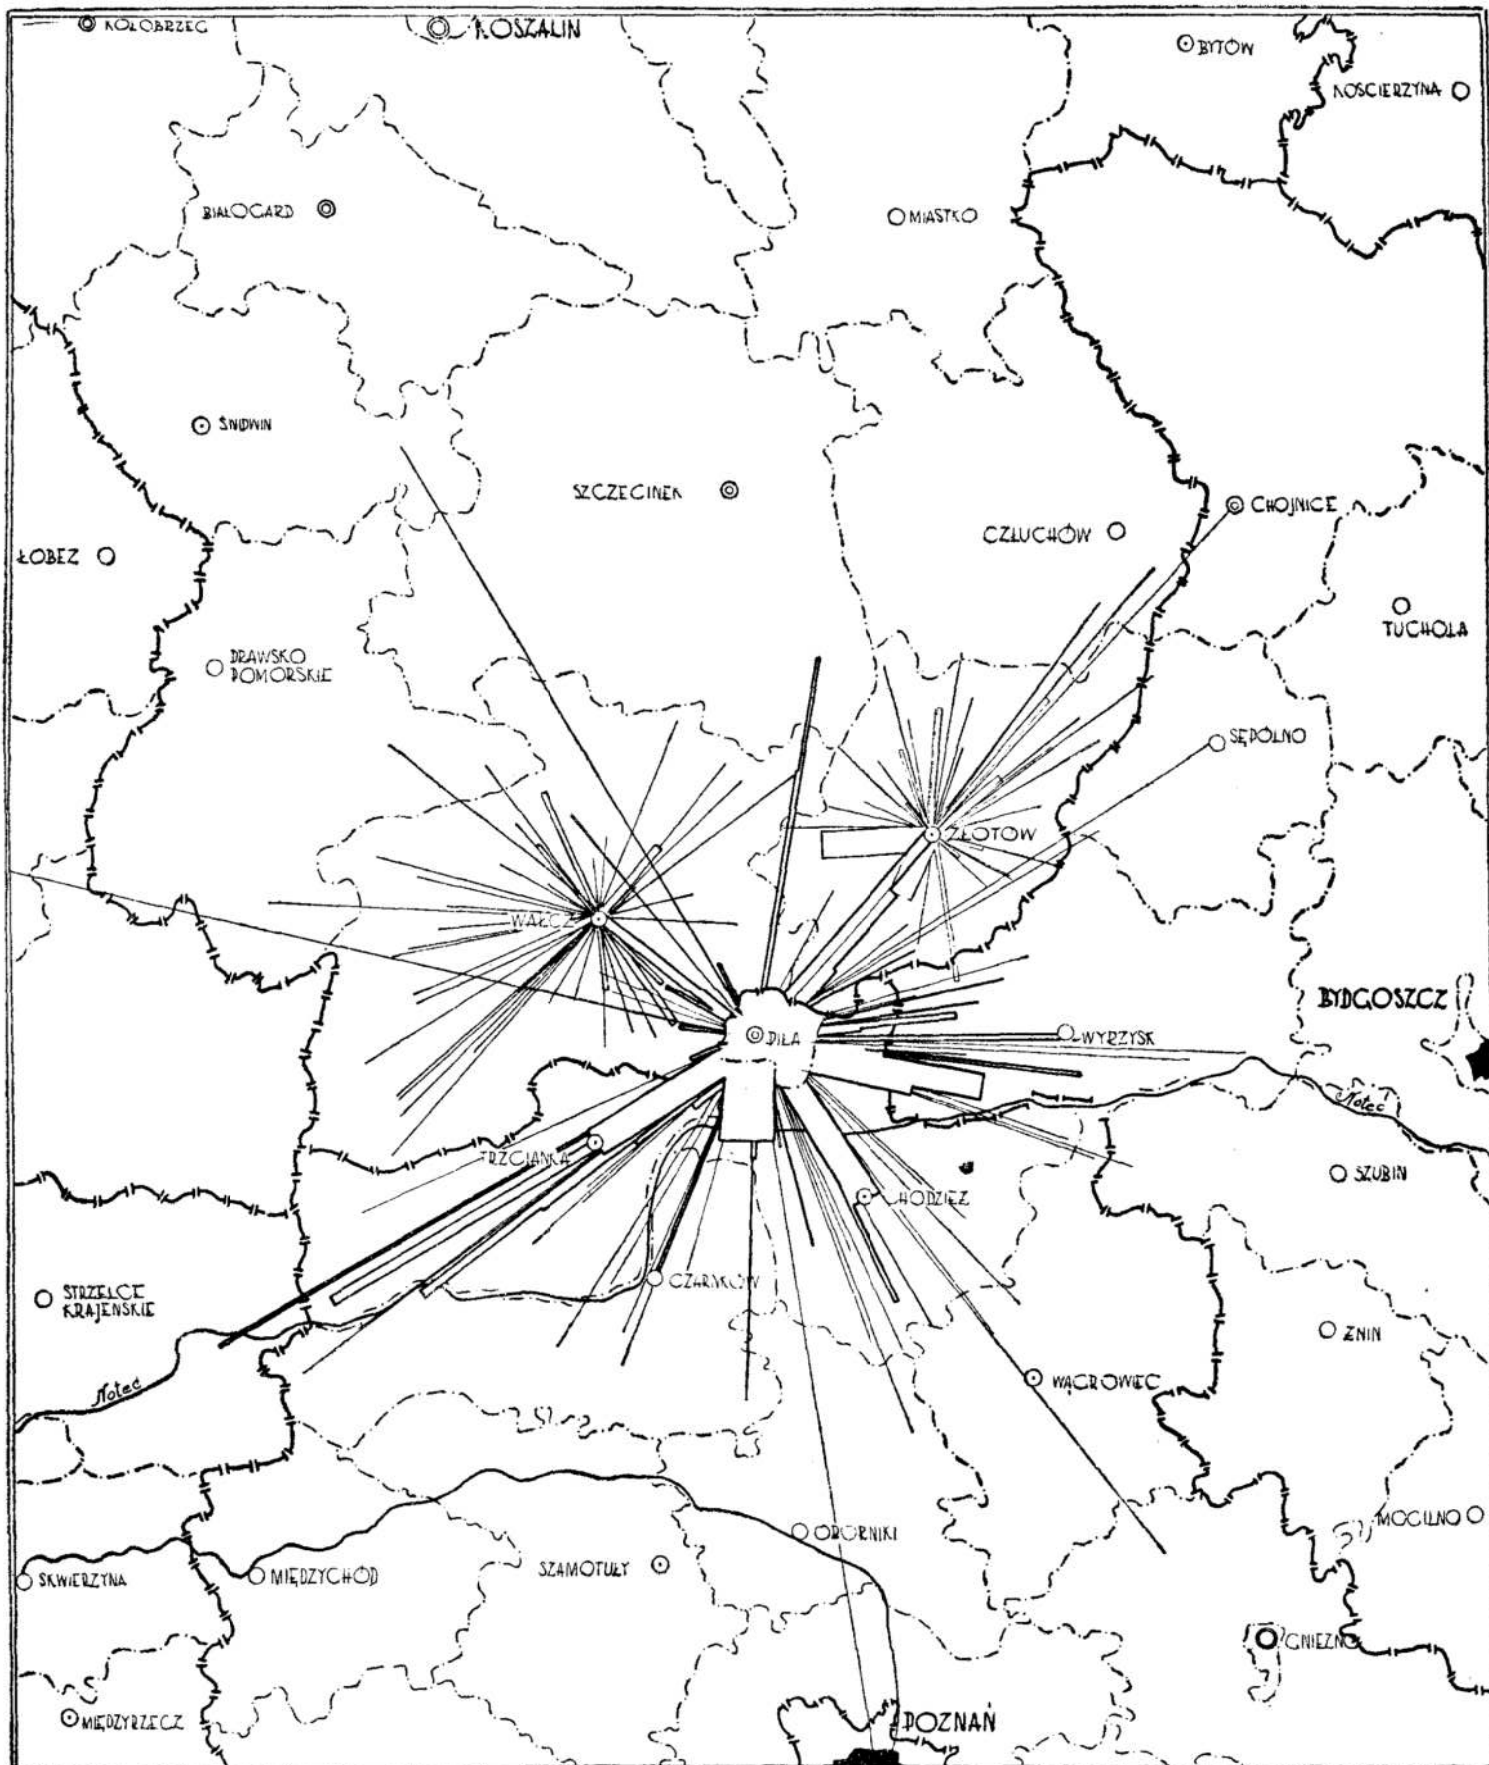 KOŁOBRZEG
KOSZALIN
BYTÓW
KOŚCIERZYNA
BIAŁOGARD
MIASTKO
ŚWIDWIN
SZCZECINEK
CZŁUCHÓW
CHOJNICE
ŁOBEZ
TUCHOLA
DRAWSKO
POMORSKIE
SĘPÓLNO
ZŁOTÓW
WAŁCZ
BYDGOSZCZ
PIŁA
WYRZYSK
Noteć
TRZCIANKA
SZUBIN
CHODZIEŻ
CZARNKÓW
STRZELCE
KRAJEŃSKIE
ŻNIN
Noteć
WĄGROWIEC
MOGILNO
OBORNIKI
SKWIERZYNA
MIĘDZYCHÓD
SZAMOTUŁY
GNIEZNO
MIĘDZYRZECZ
POZNAŃ